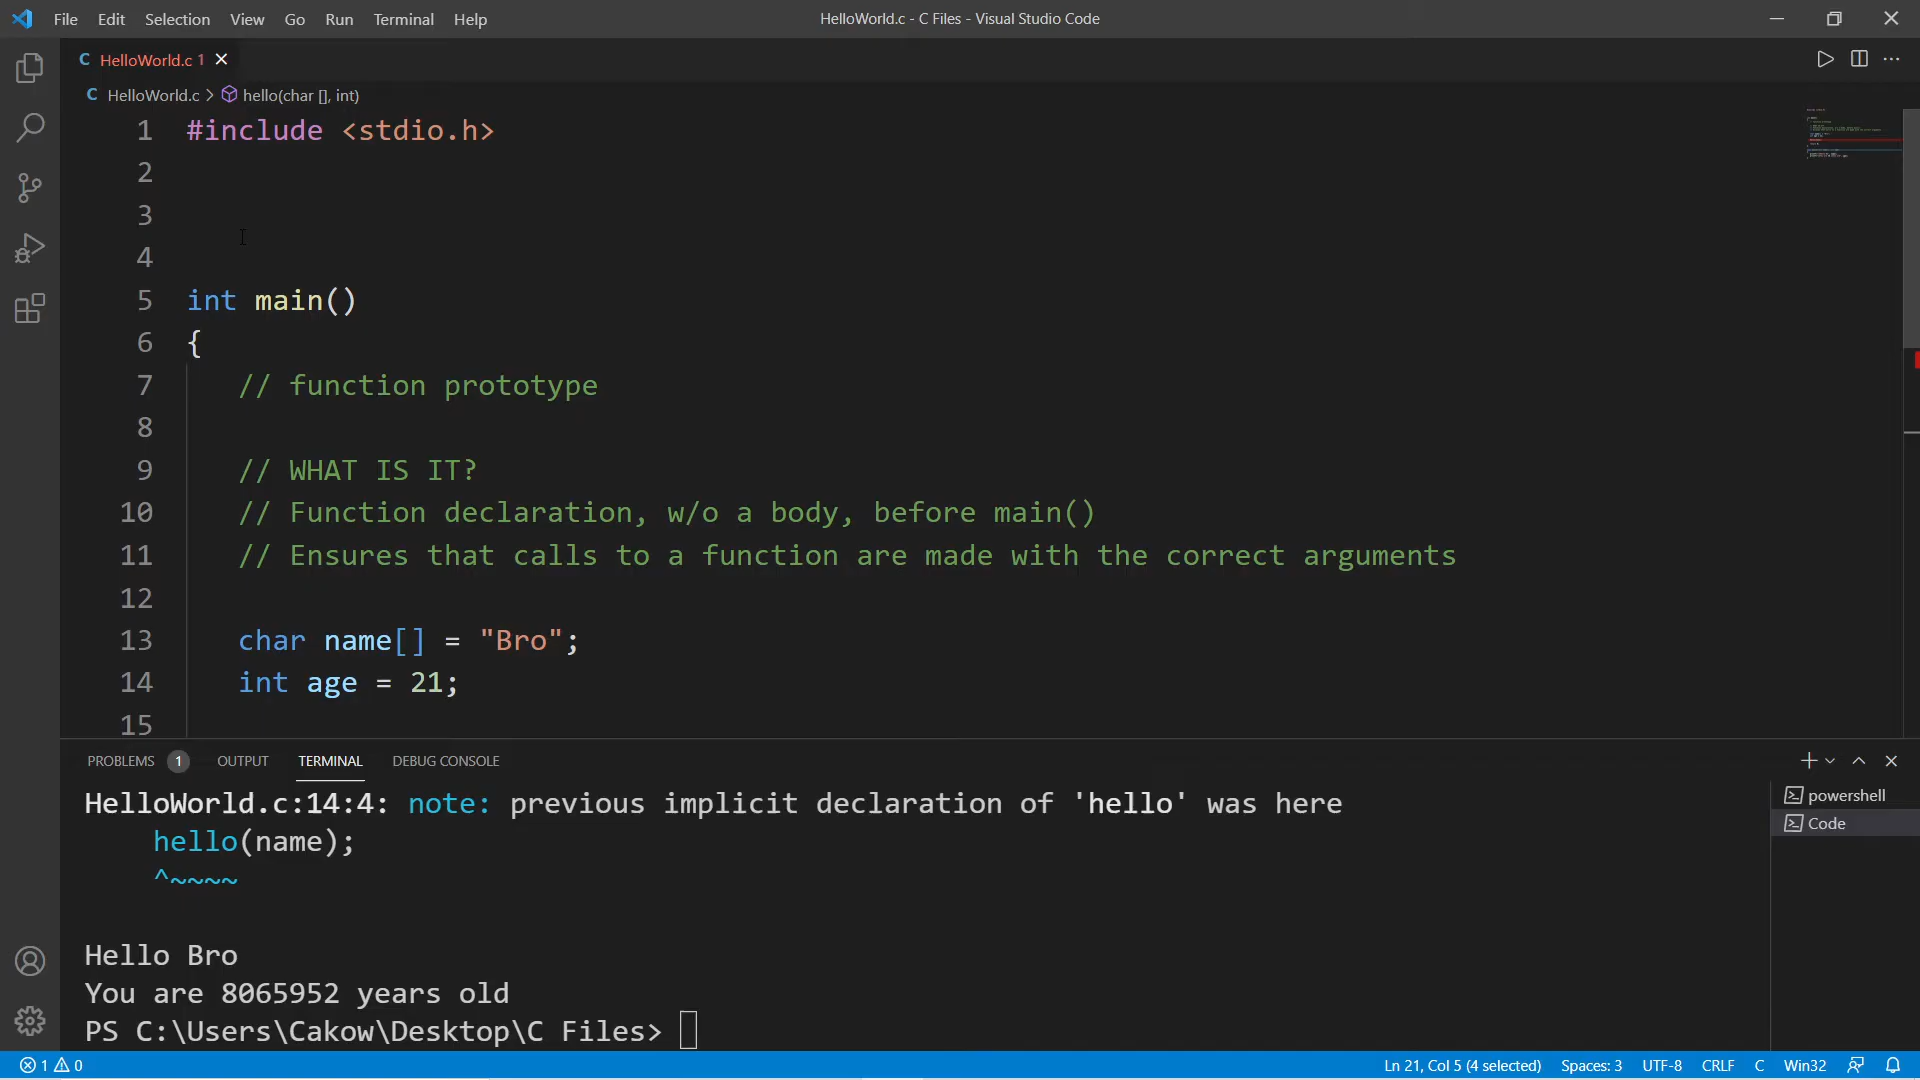 File Edit Selection View Go Run Terminal Help
HelloWorld.c - C Files - Visual Studio Code
C HelloWorld.c 1
C HelloWorld.c > hello(char [], int)
1 #include <stdio.h>
2
3
4
5 int main()
6 {
7 // function prototype
8
9 // WHAT IS IT?
10 // Function declaration, w/o a body, before main()
11 // Ensures that calls to a function are made with the correct arguments
12
13 char name[] = "Bro";
14 int age = 21;
15
PROBLEMS 1 OUTPUT TERMINAL DEBUG CONSOLE
HelloWorld.c:14:4: note: previous implicit declaration of 'hello' was here
hello(name);
^~~~~
Hello Bro
You are 8065952 years old
PS C:\Users\Cakow\Desktop\C Files>
powershell
Code
1 0
Ln 21, Col 5 (4 selected) Spaces: 3 UTF-8 CRLF C Win32